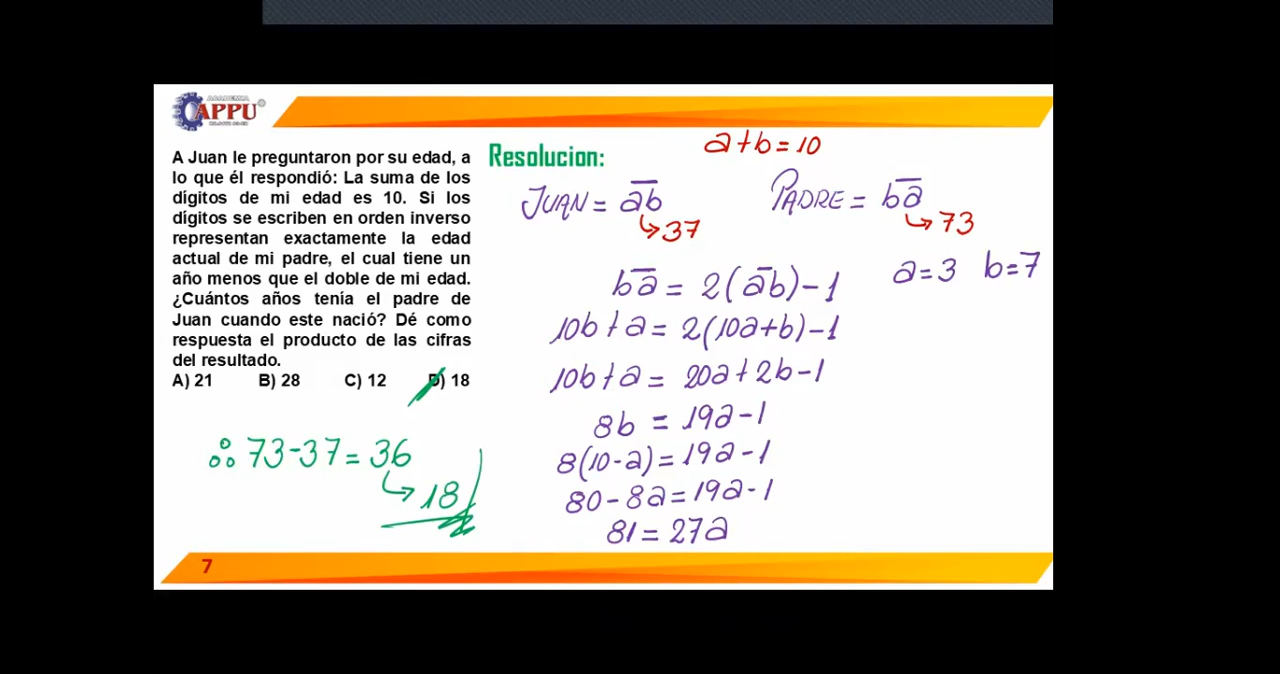 ACADEMIA
APPU
A Juan le preguntaron por su edad, a
lo que él respondió: La suma de los
dígitos de mi edad es 10. Si los
dígitos se escriben en orden inverso
representan exactamente la edad
actual de mi padre, el cual tiene un
año menos que el doble de mi edad.
¿Cuántos años tenía el padre de
Juan cuando este nació? Dé como
respuesta el producto de las cifras
del resultado.
A) 21 B) 28 C) 12 D) 18
∴ 73-37=36
↳ 18
Resolucion:
a+b=10
JUAN = a̅b̅
↳ 37
PADRE = b̅a̅
↳ 73
a=3 b=7
b̅a̅ = 2(a̅b̅)-1
10b+a = 2(10a+b)-1
10b+a = 20a+2b-1
8b = 19a-1
8(10-a)=19a-1
80-8a=19a-1
81=27a
7